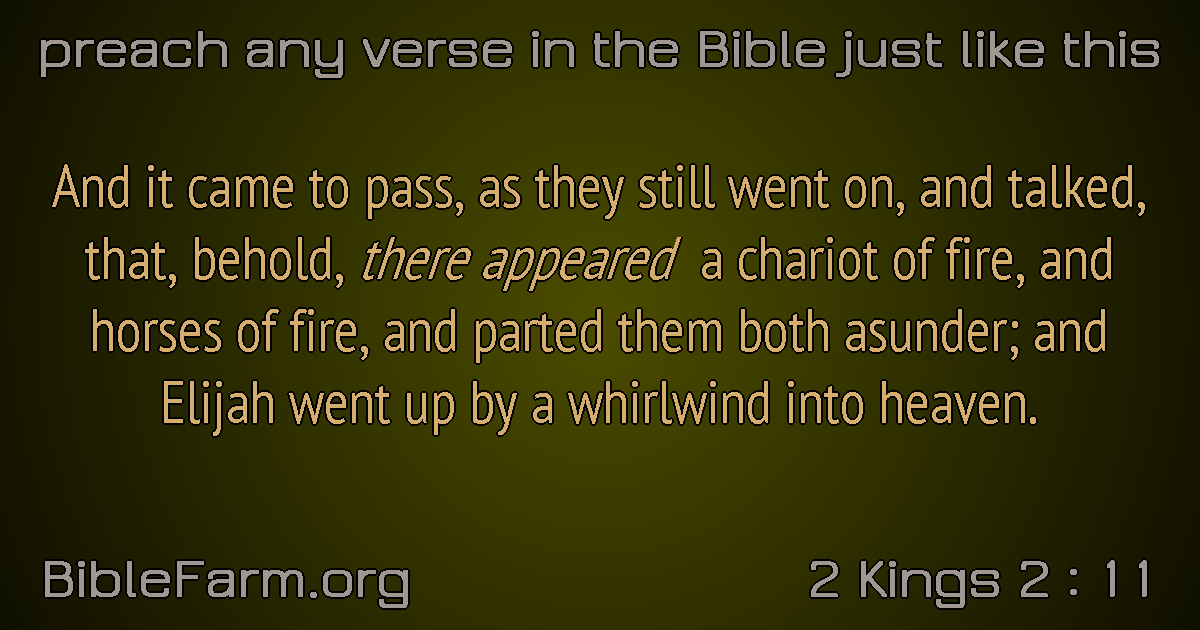 preach any verse in the Bible just like this
And it came to pass, as they still went on, and talked,
that, behold, there appeared a chariot of fire, and
horses of fire, and parted them both asunder; and
Elijah went up by a whirlwind into heaven.
BibleFarm.org
2 Kings 2 : 11